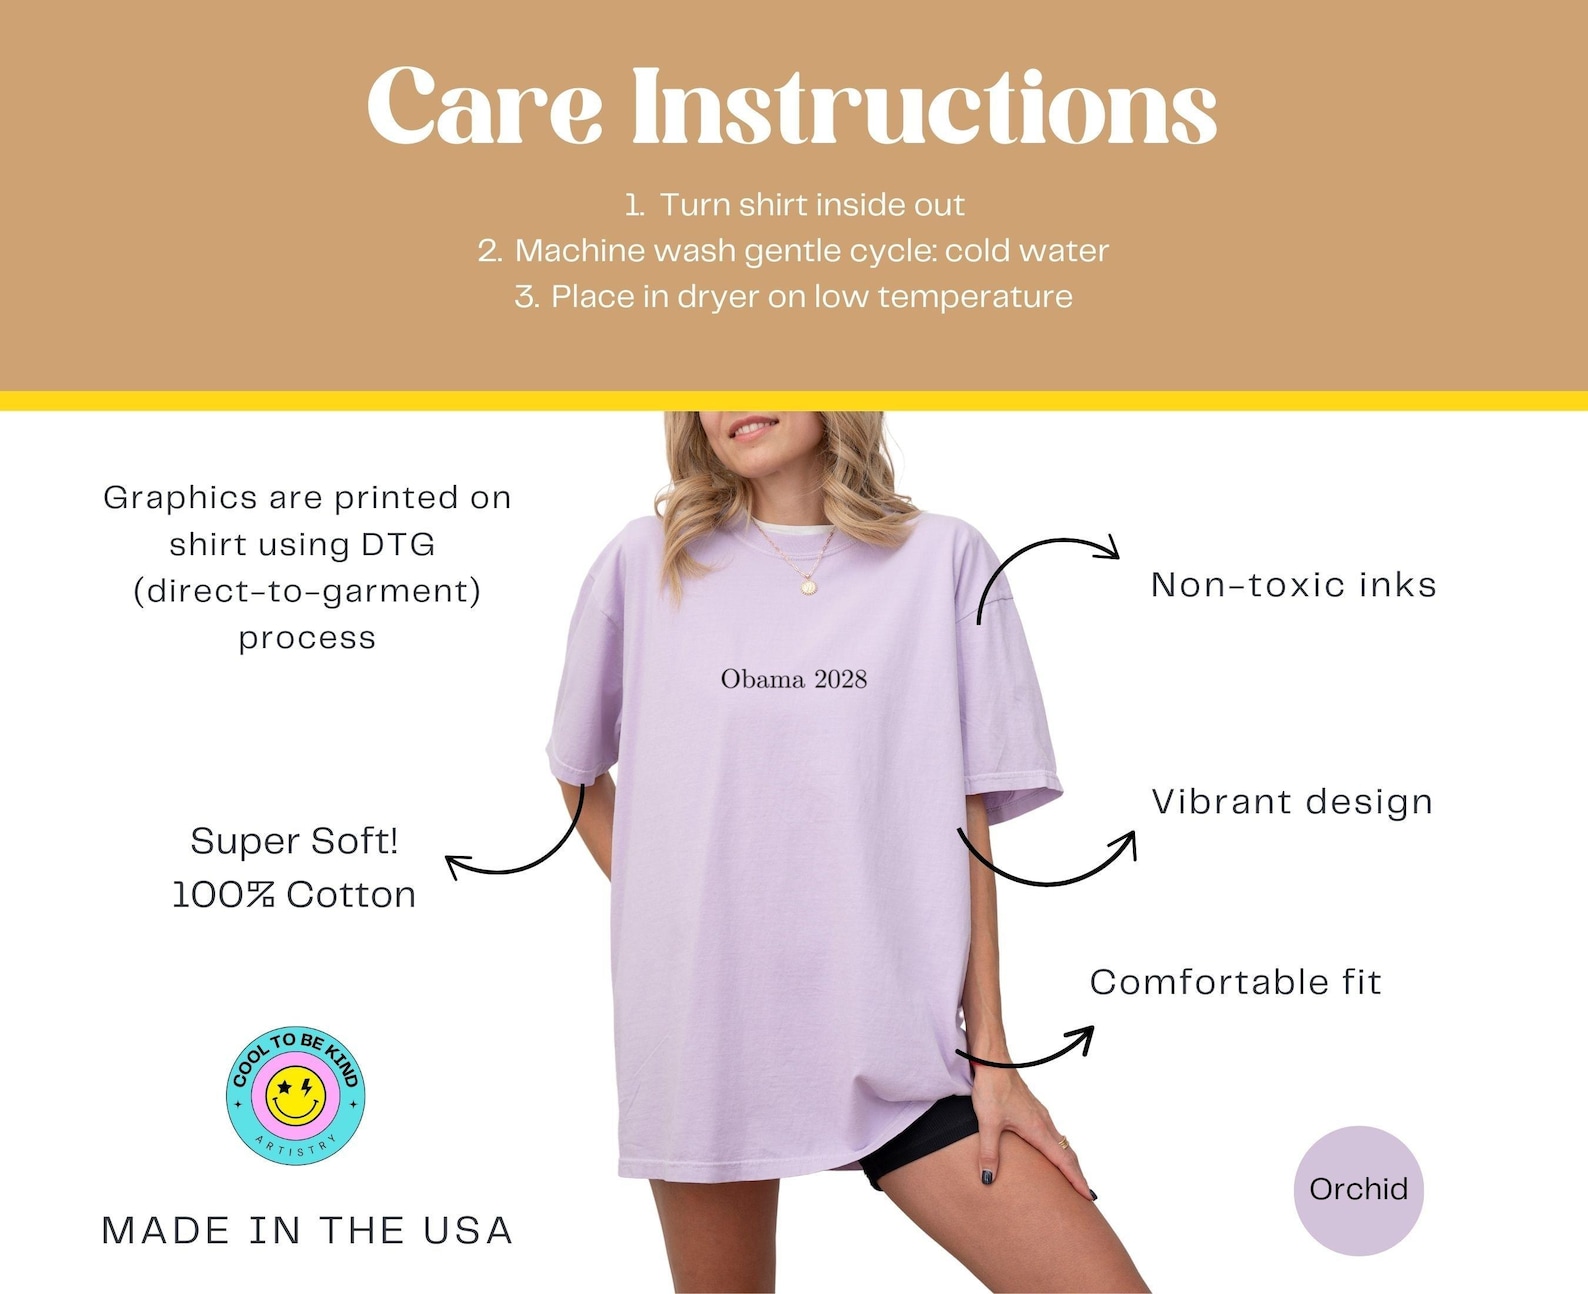 Care Instructions
1. Turn shirt inside out
2. Machine wash gentle cycle: cold water
3. Place in dryer on low temperature
Graphics are printed on
shirt using DTG
(direct-to-garment)
process
Non-toxic inks
Obama 2028
Vibrant design
Super Soft!
100% Cotton
Comfortable fit
COOL TO BE KIND
ARTISTRY
Orchid
MADE IN THE USA